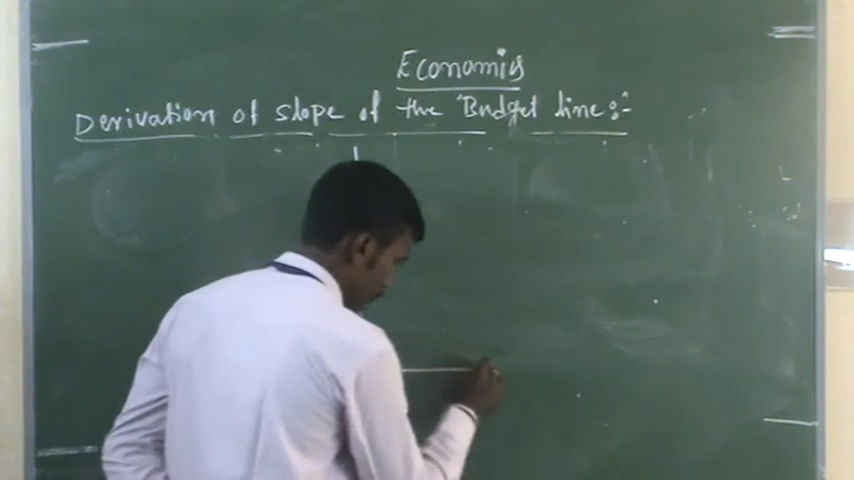 Economics
Derivation of slope of the Budget line:-